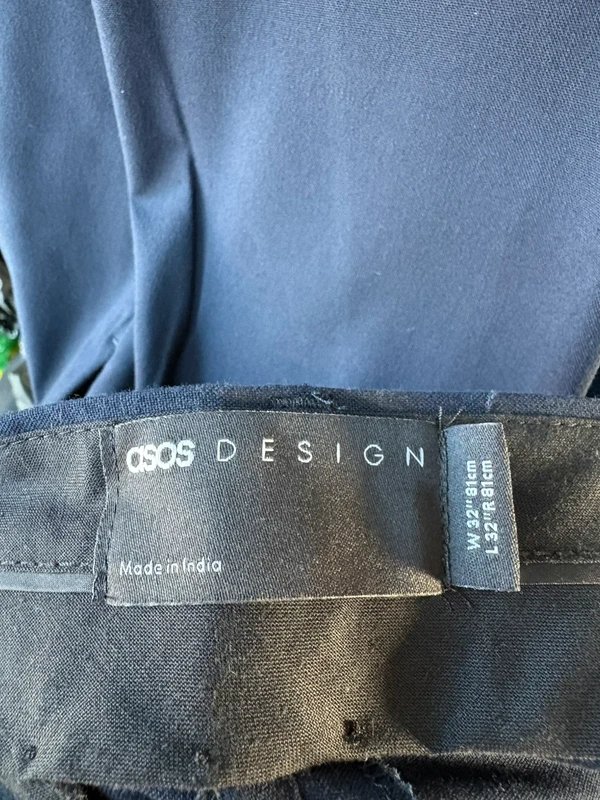 asos DESIGN
Made in India
W 32" 81cm
L 32" R 81cm